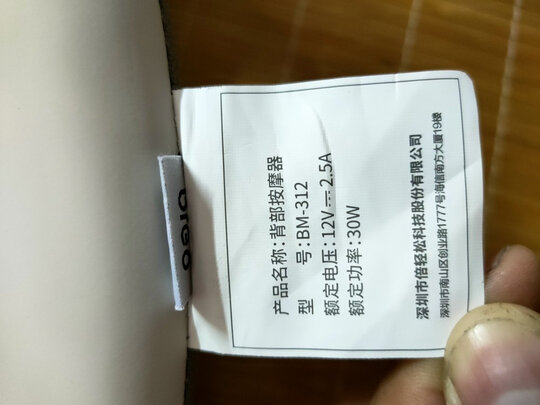 breo
产品名称:背部按摩器
型 号:BM-312
额定电压:12V⎓2.5A
额定功率:30W
深圳市倍轻松科技股份有限公司
深圳市南山区创业路1777号海信南方大厦19楼